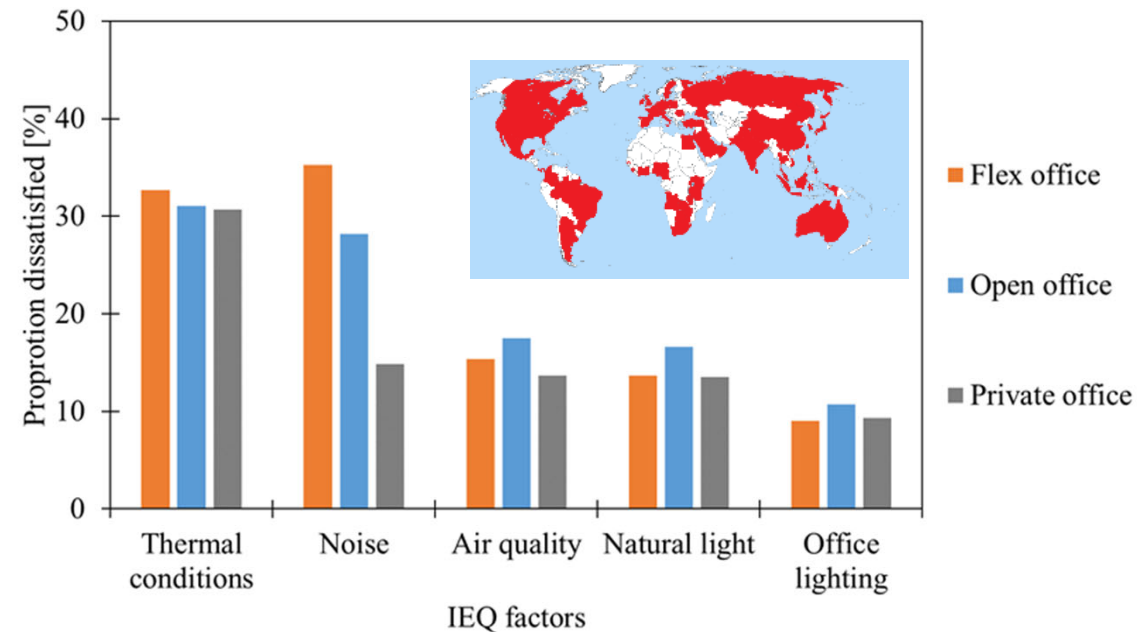 50
40
30
20
10
0
Proprotion dissatisfied [%]
Thermal conditions
Noise
Air quality
Natural light
Office lighting
IEQ factors
Flex office
Open office
Private office